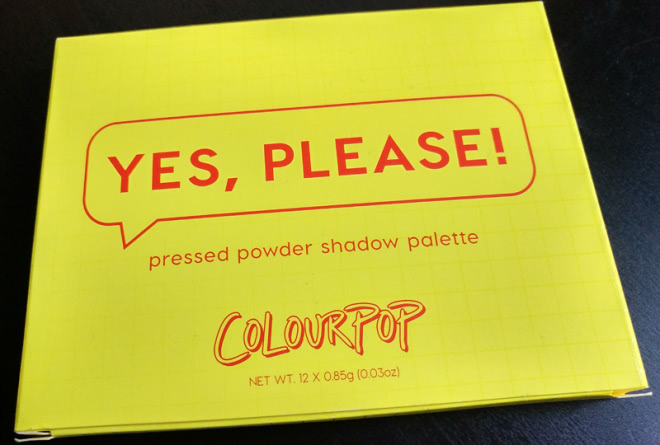 YES, PLEASE!
pressed powder shadow palette
COLOURPOP
NET WT. 12 X 0.85g (0.03oz)